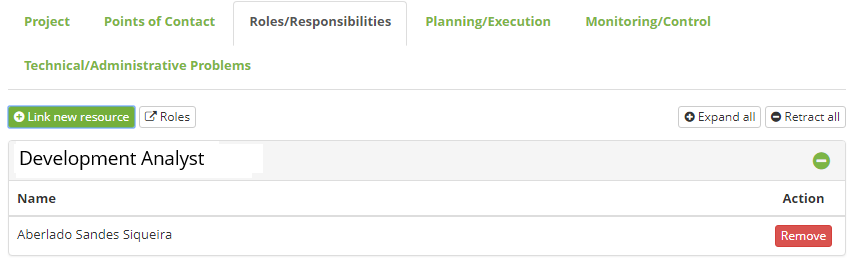 Project Points of Contact Roles/Responsibilities Planning/Execution Monitoring/Control
Technical/Administrative Problems
Link new resource Roles Expand all Retract all
Development Analyst
Name Action
Aberlado Sandes Siqueira Remove